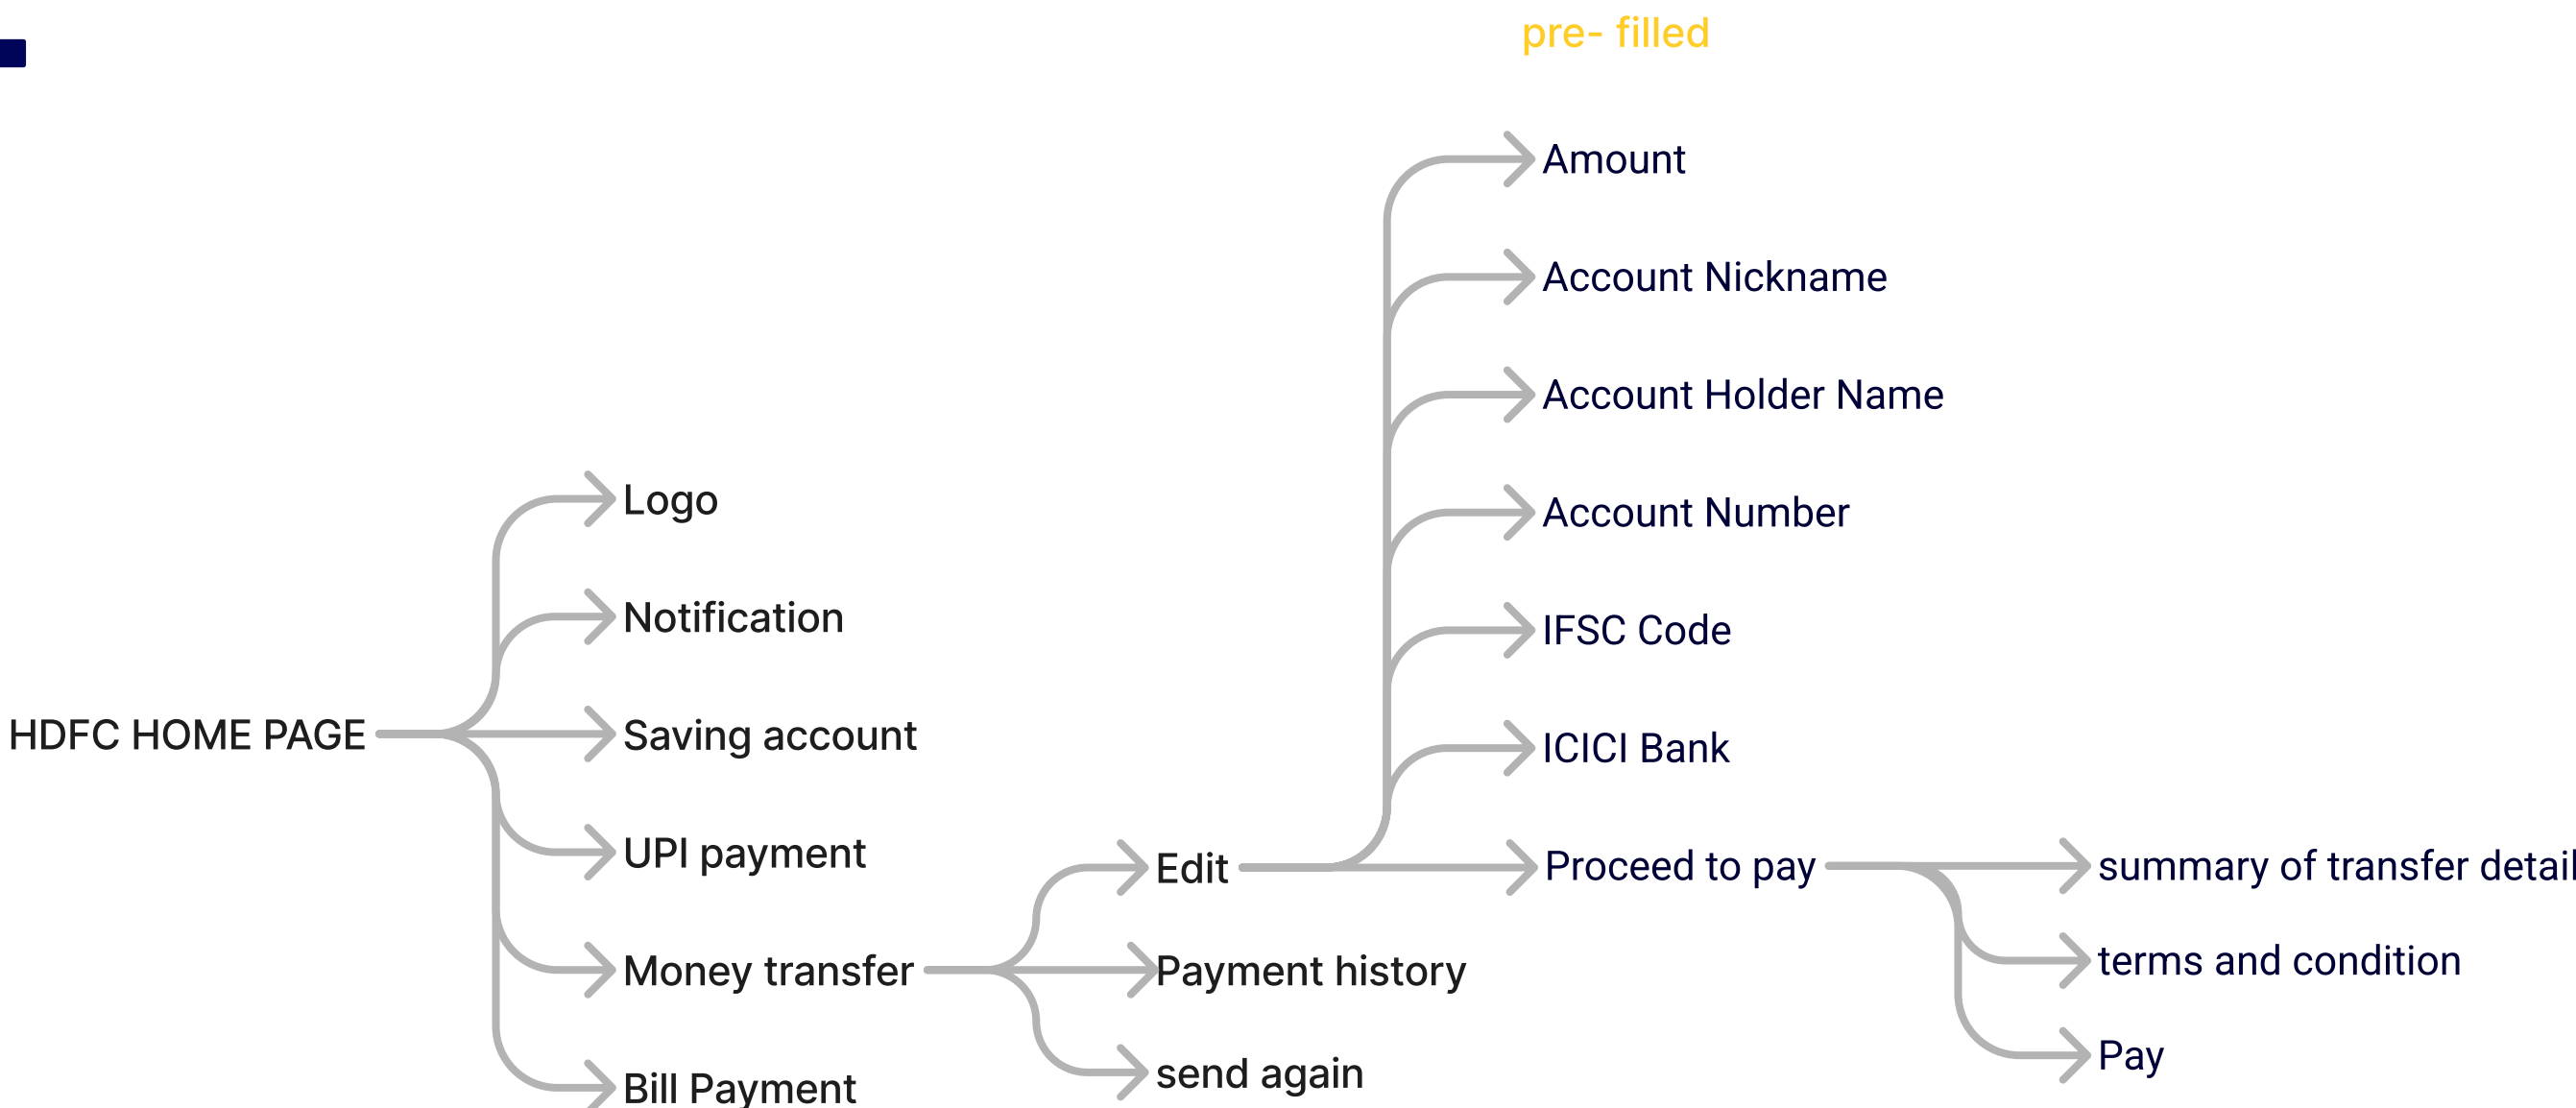 pre- filled
Amount
Account Nickname
Account Holder Name
Logo
Account Number
Notification
IFSC Code
HDFC HOME PAGE
Saving account
ICICI Bank
UPI payment
Edit
Proceed to pay
summary of transfer detail
Money transfer
Payment history
terms and condition
Bill Payment
send again
Pay